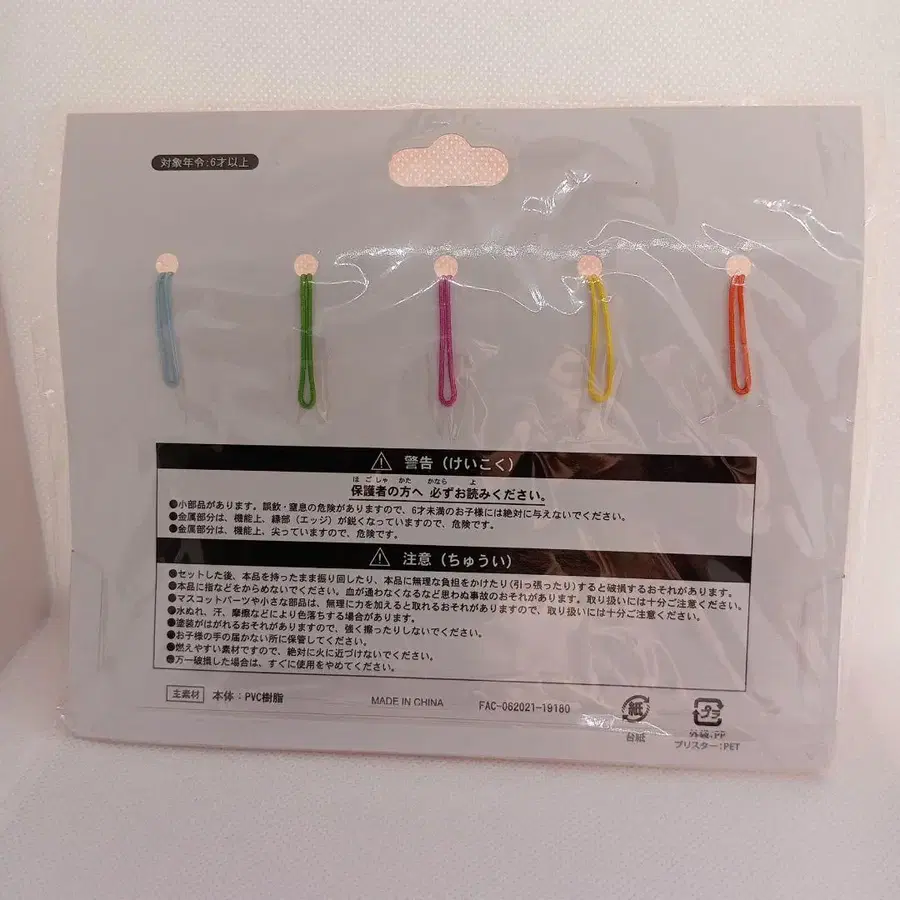 対象年令:6才以上
警告（けいこく）
保護者の方へ 必ずお読みください。
はごしゃ かた かなら よ
●小部品があります。誤飲・窒息の危険がありますので、6才未満のお子様には絶対に与えないでください。
●金属部分は、機能上、縁部（エッジ）が鋭くなっていますので、危険です。
●金属部分は、機能上、尖っていますので、危険です。
注意（ちゅうい）
●セットした後、本品を持ったまま振り回したり、本品に無理な負担をかけたり(引っ張ったり)すると破損するおそれがあります。
●本品に指などをからめないでください。血が通わなくなるなど思わぬ事故のおそれがあります。取り扱いには十分ご注意ください。
●マスコットパーツや小さな部品は、無理に力を加えると取れるおそれがありますので、取り扱いには十分ご注意ください。
●水ぬれ、汗、摩擦などにより色落ちする場合があります。
●塗装がはがれるおそれがありますので、強く擦ったりしないでください。
●お子様の手の届かない所に保管してください。
●燃えやすい素材ですので、絶対に火に近づけないでください。
●万一破損した場合は、すぐに使用をやめてください。
主素材 本体：PVC樹脂 MADE IN CHINA FAC-062021-19180
紙 プラ
台紙 外袋:PP
ブリスター:PET